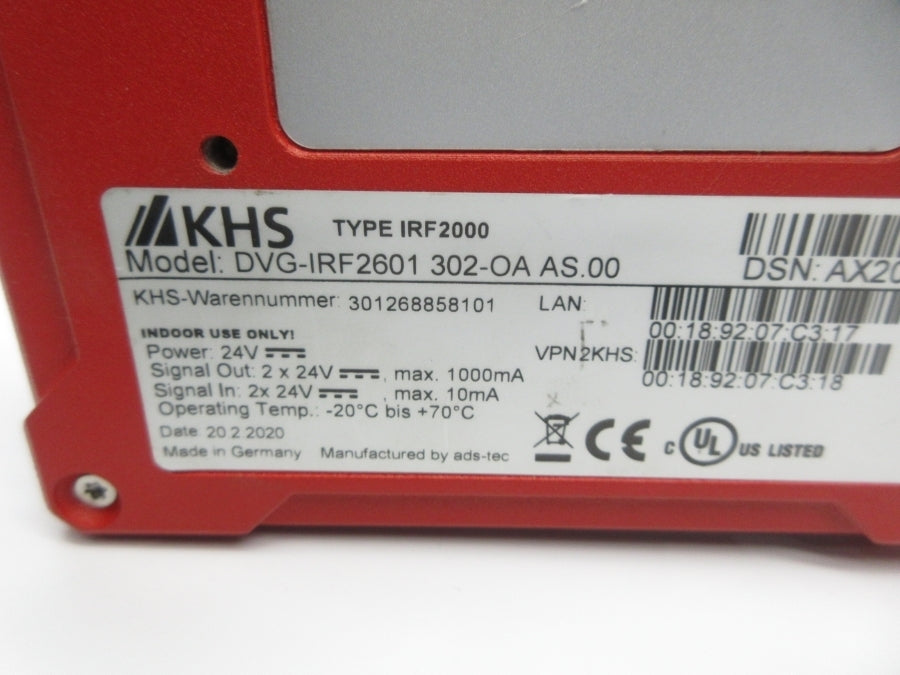 KHS TYPE IRF2000
Model: DVG-IRF2601 302-OA AS.00
DSN: AX20
KHS-Warennummer: 301268858101
LAN:
00:18:92:07:C3:17
VPN2KHS:
00:18:92:07:C3:18
INDOOR USE ONLY!
Power: 24V
Signal Out: 2 x 24V , max. 1000mA
Signal In: 2x 24V , max. 10mA
Operating Temp.: -20°C bis +70°C
Date: 20.2.2020
Made in Germany Manufactured by ads-tec
CE C UL US LISTED